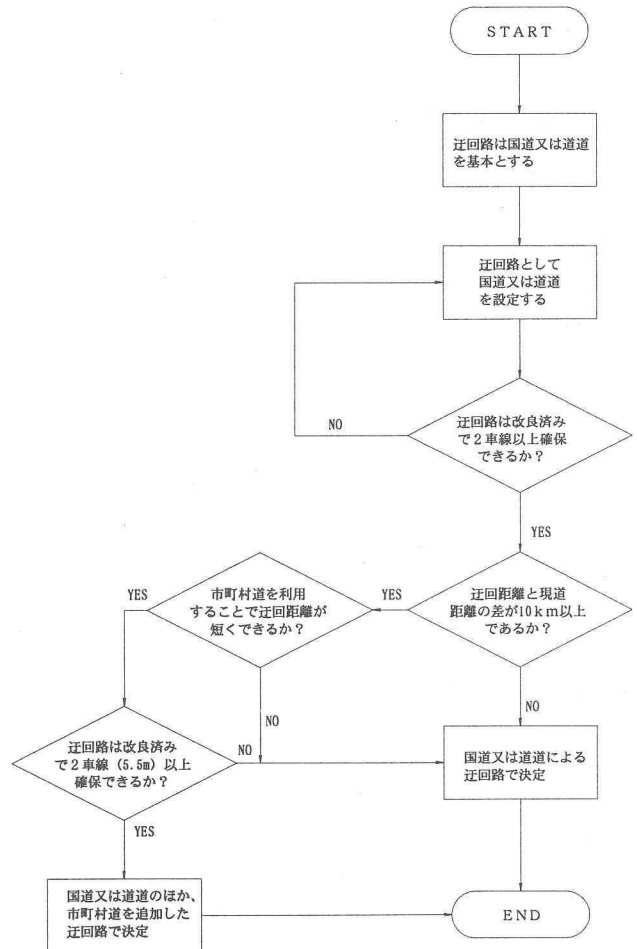 START
迂回路は国道又は道道
を基本とする
迂回路として
国道又は道道
を設定する
迂回路は改良済み
で2車線以上確保
できるか？
NO
YES
迂回距離と現道
距離の差が10km以上
であるか？
YES
市町村道を利用
することで迂回距離が
短くできるか？
YES
NO
NO
迂回路は改良済み
で2車線（5.5m）以上
確保できるか？
NO
YES
国道又は道道による
迂回路で決定
国道又は道道のほか、
市町村道を追加した
迂回路で決定
END